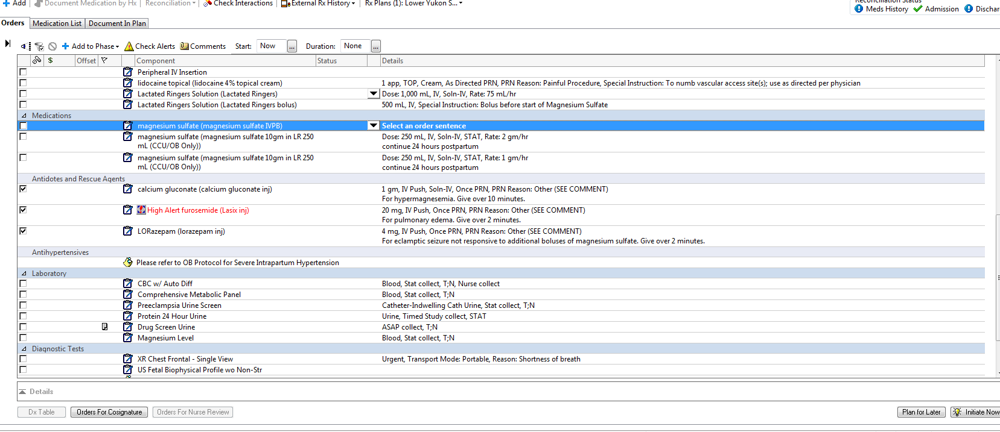 Add Document Medication by Hx Reconciliation Check Interactions External Rx History Rx Plans (1): Lower Yukon S...
Reconciliation Status
Meds History Admission Dischar
Orders Medication List Document In Plan
Add to Phase Check Alerts Comments Start: Now ... Duration: None ...
$ Offset Component Status Details
Peripheral IV Insertion
lidocaine topical (lidocaine 4% topical cream) 1 app, TOP, Cream, As Directed PRN, PRN Reason: Painful Procedure, Special Instruction: To numb vascular access site(s); use as directed per physician
Lactated Ringers Solution (Lactated Ringers) Dose: 1,000 mL, IV, Soln-IV, Rate: 75 mL/hr
Lactated Ringers Solution (Lactated Ringers bolus) 500 mL, IV, Special Instruction: Bolus before start of Magnesium Sulfate
Medications
magnesium sulfate (magnesium sulfate IVPB) Select an order sentence
magnesium sulfate (magnesium sulfate 10gm in LR 250 Dose: 250 mL, IV, Soln-IV, STAT, Rate: 2 gm/hr
mL (CCU/OB Only)) continue 24 hours postpartum
magnesium sulfate (magnesium sulfate 10gm in LR 250 Dose: 250 mL, IV, Soln-IV, STAT, Rate: 1 gm/hr
mL (CCU/OB Only)) continue 24 hours postpartum
Antidotes and Rescue Agents
calcium gluconate (calcium gluconate inj) 1 gm, IV Push, Soln-IV, Once PRN, PRN Reason: Other (SEE COMMENT)
For hypermagnesemia. Give over 10 minutes.
High Alert furosemide (Lasix inj) 20 mg, IV Push, Once PRN, PRN Reason: Other (SEE COMMENT)
For pulmonary edema. Give over 2 minutes.
LORazepam (lorazepam inj) 4 mg, IV Push, Once PRN, PRN Reason: Other (SEE COMMENT)
For eclamptic seizure not responsive to additional boluses of magnesium sulfate. Give over 2 minutes.
Antihypertensives
Please refer to OB Protocol for Severe Intrapartum Hypertension
Laboratory
CBC w/ Auto Diff Blood, Stat collect, T;N, Nurse collect
Comprehensive Metabolic Panel Blood, Stat collect, T;N
Preeclampsia Urine Screen Catheter-Indwelling Cath Urine, Stat collect, T;N
Protein 24 Hour Urine Urine, Timed Study collect, STAT
Drug Screen Urine ASAP collect, T;N
Magnesium Level Blood, Stat collect, T;N
Diagnostic Tests
XR Chest Frontal - Single View Urgent, Transport Mode: Portable, Reason: Shortness of breath
US Fetal Biophysical Profile wo Non-Str
Details
Dx Table Orders For Cosignature Orders For Nurse Review Plan for Later Initiate Now